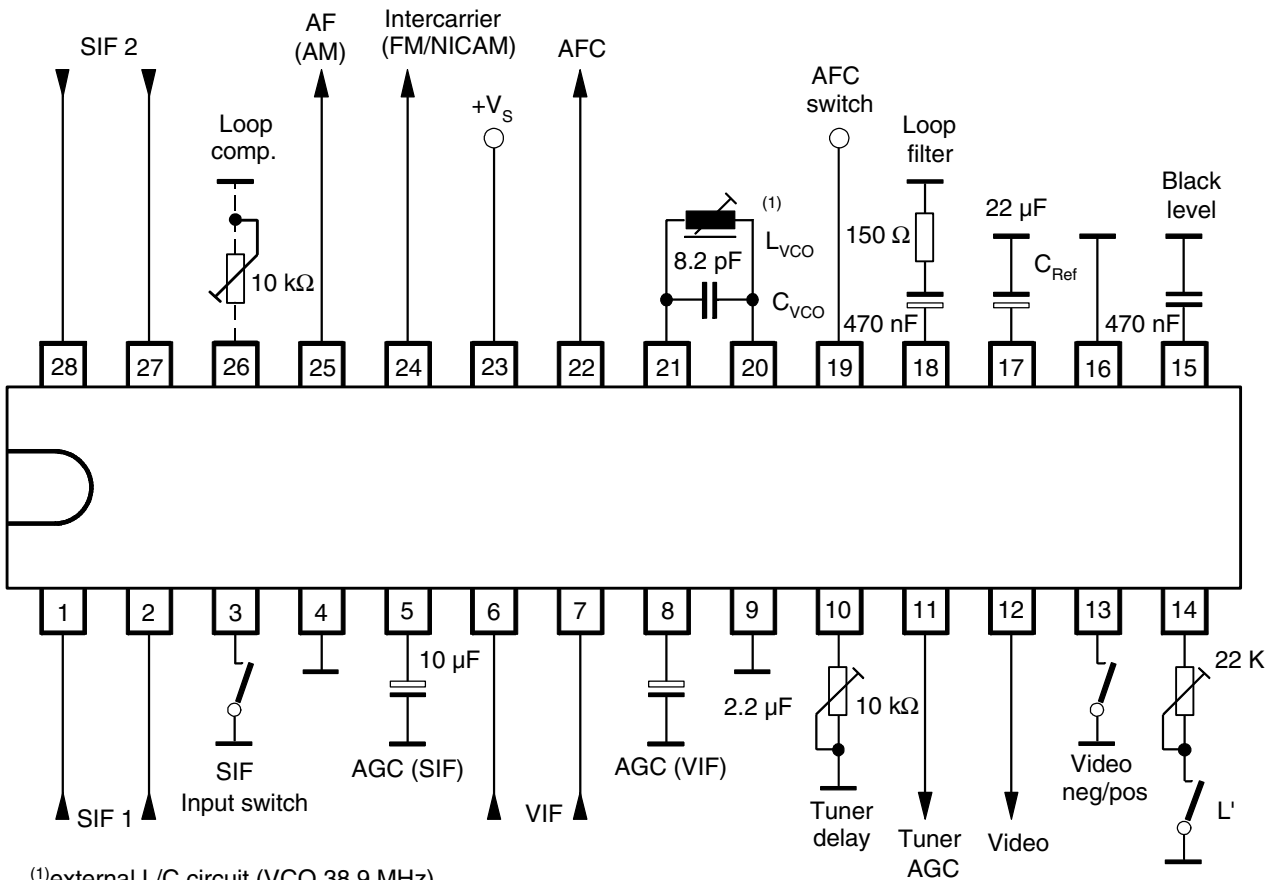 SIF 2
AF
(AM)
Intercarrier
(FM/NICAM)
AFC
+VS
Loop
comp.
10 kΩ
(1)
LVCO
8.2 pF
CVCO
AFC
switch
Loop
filter
150 Ω
470 nF
22 µF
CRef
470 nF
Black
level
28 27 26 25 24 23 22 21 20 19 18 17 16 15
1 2 3 4 5 6 7 8 9 10 11 12 13 14
SIF 1
SIF
Input switch
10 µF
AGC (SIF)
VIF
AGC (VIF)
2.2 µF
10 kΩ
Tuner
delay
Tuner
AGC
Video
Video
neg/pos
22 K
L'
(1)external L/C circuit (VCO 38.9 MHz)